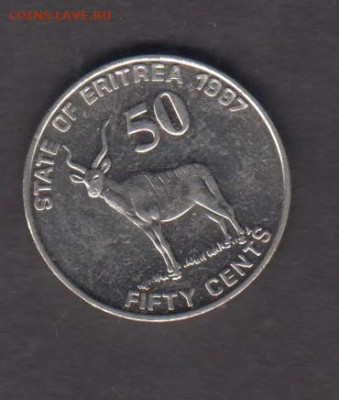 COINS.LAVE.RU
STATE OF ERITREA 1997
50
FIFTY CENTS